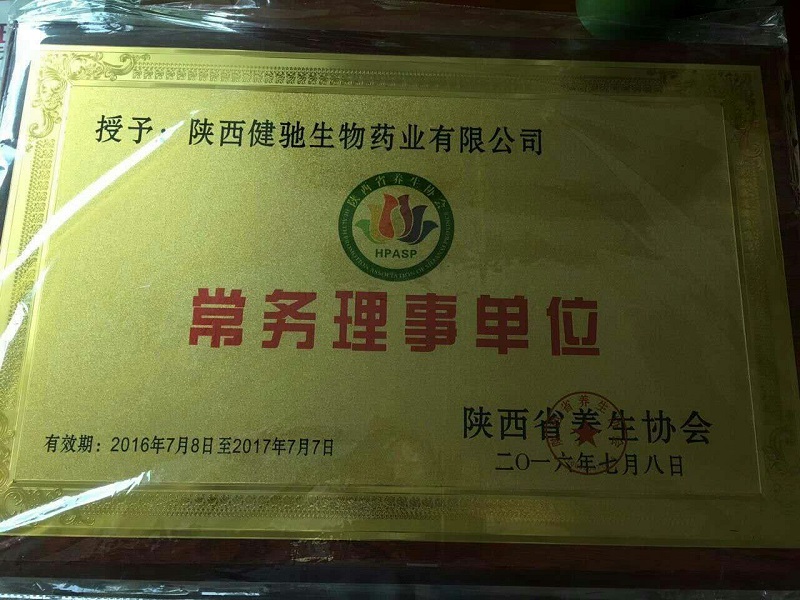 授予：陕西健驰生物药业有限公司
陕西省养生协会
HPASP
常务理事单位
有效期：2016年7月8日至2017年7月7日
陕西省养生协会
二〇一六年七月八日